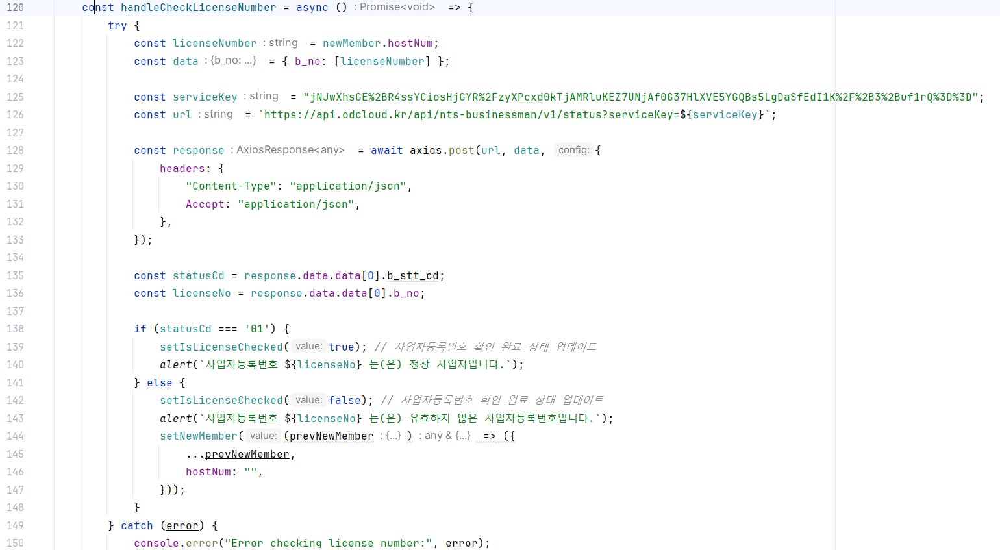 120 const handleCheckLicenseNumber = async () : Promise<void> => {
121 try {
122 const licenseNumber : string = newMember.hostNum;
123 const data : {b_no: ...} = { b_no: [licenseNumber] };
124
125 const serviceKey : string = "jNJwXhsGE%2BR4ssYCiosHjGYR%2FzyXPcxd0kTjAMRluKEZ7UNjAf0G37HlXVE5YGQBs5LgDaSfEdI1K%2F%2B3%2Buf1rQ%3D%3D";
126 const url : string = `https://api.odcloud.kr/api/nts-businessman/v1/status?serviceKey=${serviceKey}`;
127
128 const response : AxiosResponse<any> = await axios.post(url, data, config: {
129 headers: {
130 "Content-Type": "application/json",
131 Accept: "application/json",
132 },
133 });
134
135 const statusCd = response.data.data[0].b_stt_cd;
136 const licenseNo = response.data.data[0].b_no;
137
138 if (statusCd === '01') {
139 setIsLicenseChecked( value: true); // 사업자등록번호 확인 완료 상태 업데이트
140 alert(`사업자등록번호 ${licenseNo} 는(은) 정상 사업자입니다.`);
141 } else {
142 setIsLicenseChecked( value: false); // 사업자등록번호 확인 완료 상태 업데이트
143 alert(`사업자등록번호 ${licenseNo} 는(은) 유효하지 않은 사업자등록번호입니다.`);
144 setNewMember( value: (prevNewMember : {...} ) : any & {...} => ({
145 ...prevNewMember,
146 hostNum: "",
147 }));
148 }
149 } catch (error) {
150 console.error("Error checking license number:", error);